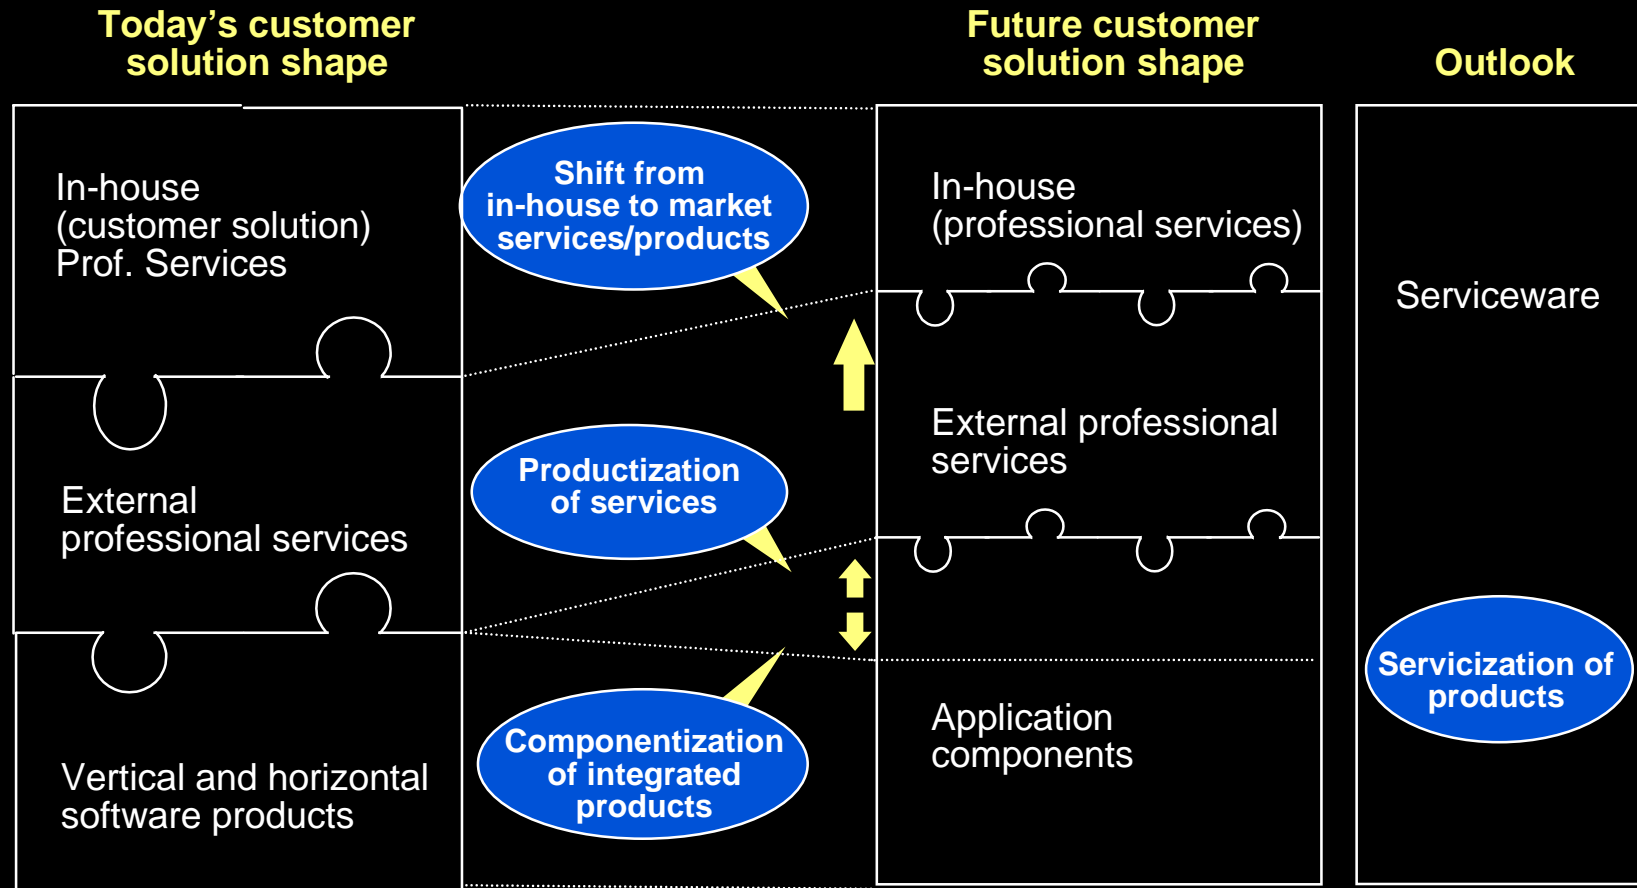 Today's customer
solution shape
Future customer
solution shape
Outlook
In-house
(customer solution)
Prof. Services
Shift from
in-house to market
services/products
In-house
(professional services)
Serviceware
External
professional services
Productization
of services
External professional
services
Vertical and horizontal
software products
Componentization
of integrated
products
Application
components
Servicization of
products